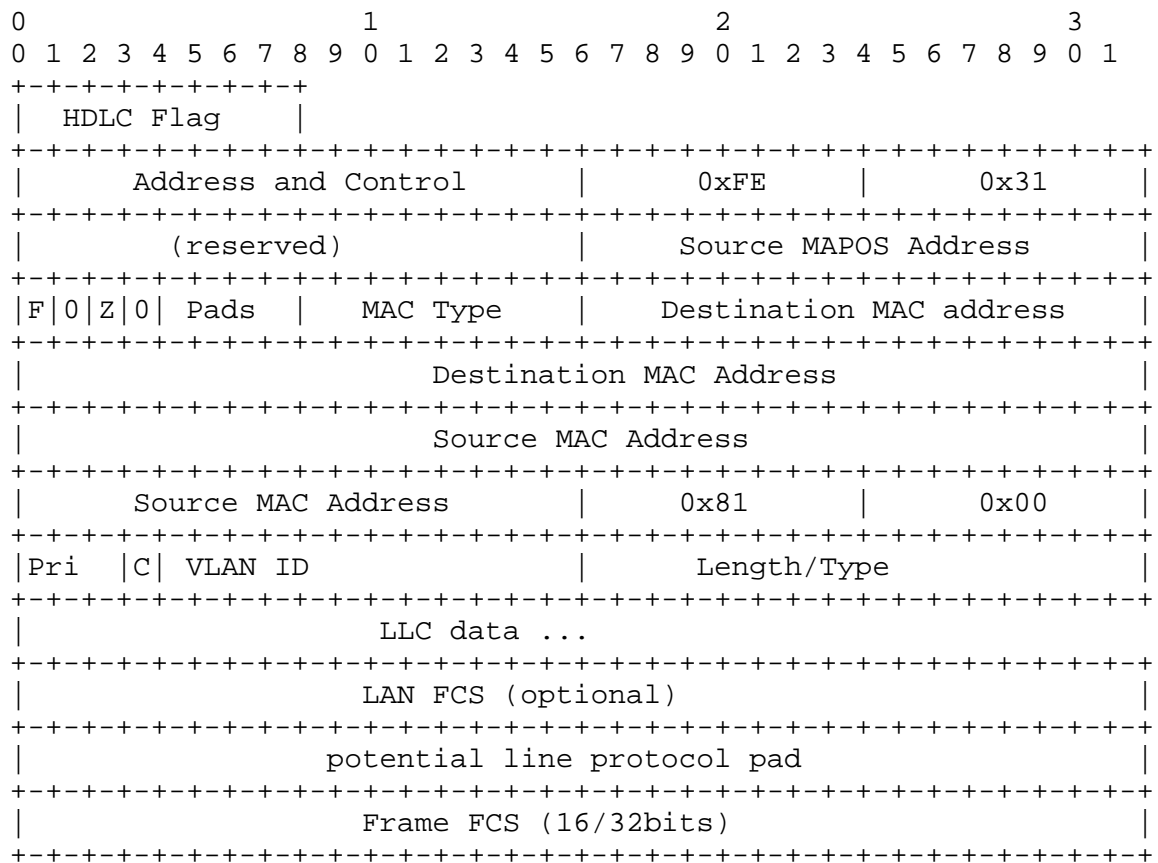 0                   1                   2                   3
0 1 2 3 4 5 6 7 8 9 0 1 2 3 4 5 6 7 8 9 0 1 2 3 4 5 6 7 8 9 0 1
+-+-+-+-+-+-+-+-+
|  HDLC Flag    |
+-+-+-+-+-+-+-+-+-+-+-+-+-+-+-+-+-+-+-+-+-+-+-+-+-+-+-+-+-+-+-+-+
|      Address and Control      |      0xFE     |      0x31     |
+-+-+-+-+-+-+-+-+-+-+-+-+-+-+-+-+-+-+-+-+-+-+-+-+-+-+-+-+-+-+-+-+
|        (reserved)             |     Source MAPOS Address      |
+-+-+-+-+-+-+-+-+-+-+-+-+-+-+-+-+-+-+-+-+-+-+-+-+-+-+-+-+-+-+-+-+
|F|0|Z|0| Pads  |   MAC Type    |    Destination MAC address    |
+-+-+-+-+-+-+-+-+-+-+-+-+-+-+-+-+-+-+-+-+-+-+-+-+-+-+-+-+-+-+-+-+
|                       Destination MAC Address                 |
+-+-+-+-+-+-+-+-+-+-+-+-+-+-+-+-+-+-+-+-+-+-+-+-+-+-+-+-+-+-+-+-+
|                       Source MAC Address                      |
+-+-+-+-+-+-+-+-+-+-+-+-+-+-+-+-+-+-+-+-+-+-+-+-+-+-+-+-+-+-+-+-+
|      Source MAC Address       |     0x81      |      0x00     |
+-+-+-+-+-+-+-+-+-+-+-+-+-+-+-+-+-+-+-+-+-+-+-+-+-+-+-+-+-+-+-+-+
|Pri  |C| VLAN ID               |      Length/Type              |
+-+-+-+-+-+-+-+-+-+-+-+-+-+-+-+-+-+-+-+-+-+-+-+-+-+-+-+-+-+-+-+-+
|                    LLC data ...
+-+-+-+-+-+-+-+-+-+-+-+-+-+-+-+-+-+-+-+-+-+-+-+-+-+-+-+-+-+-+-+-+
|                   LAN FCS (optional)                          |
+-+-+-+-+-+-+-+-+-+-+-+-+-+-+-+-+-+-+-+-+-+-+-+-+-+-+-+-+-+-+-+-+
|                 potential line protocol pad                   |
+-+-+-+-+-+-+-+-+-+-+-+-+-+-+-+-+-+-+-+-+-+-+-+-+-+-+-+-+-+-+-+-+
|                   Frame FCS (16/32bits)                       |
+-+-+-+-+-+-+-+-+-+-+-+-+-+-+-+-+-+-+-+-+-+-+-+-+-+-+-+-+-+-+-+-+